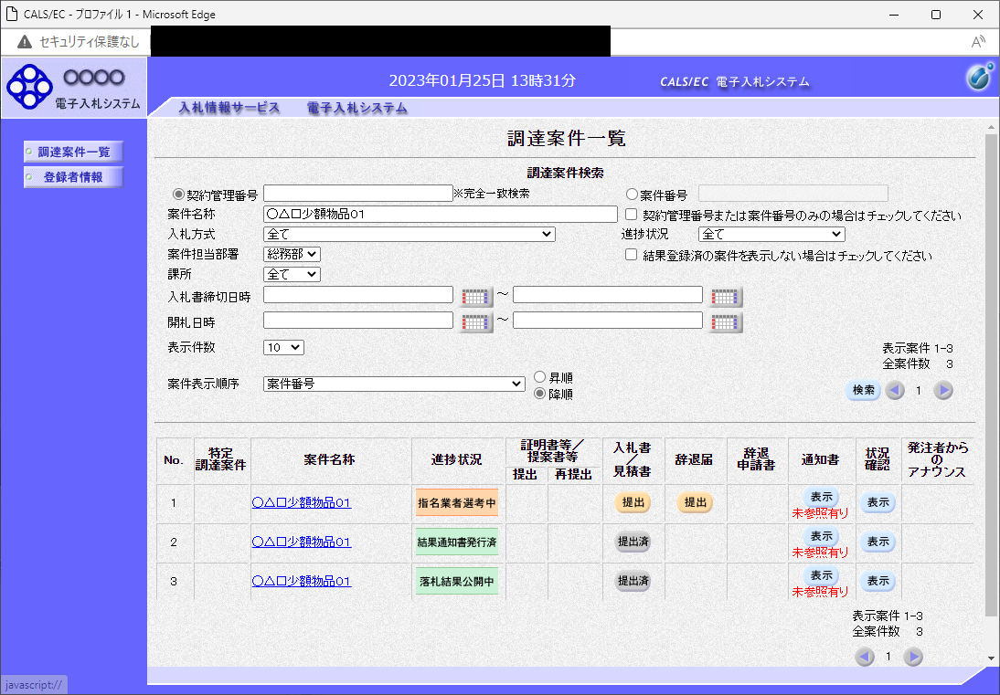 CALS/EC - プロファイル 1 - Microsoft Edge
セキュリティ保護なし
〇〇〇〇
電子入札システム
2023年01月25日 13時31分
CALS/EC 電子入札システム
入札情報サービス 電子入札システム
調達案件一覧
登録者情報
調達案件一覧
調達案件検索
契約管理番号 ※完全一致検索 案件番号
案件名称 〇△口少額物品01 契約管理番号または案件番号のみの場合はチェックしてください
入札方式 全て 進捗状況 全て
案件担当部署 総務部 結果登録済の案件を表示しない場合はチェックしてください
課所 全て
入札書締切日時 ~
開札日時 ~
表示件数 10
表示案件 1-3
全案件数 3
案件表示順序 案件番号 昇順
降順
検索 1
No. 特定調達案件 案件名称 進捗状況 証明書等/提案書等 入札書/見積書 辞退届 辞退申請書 通知書 状況確認 発注者からのアナウンス
提出 再提出
1 〇△口少額物品01 指名業者選考中 提出 提出 表示 表示
未参照有り
2 〇△口少額物品01 結果通知書発行済 提出済 表示 表示
未参照有り
3 〇△口少額物品01 落札結果公開中 提出済 表示 表示
未参照有り
表示案件 1-3
全案件数 3
1
javascript://